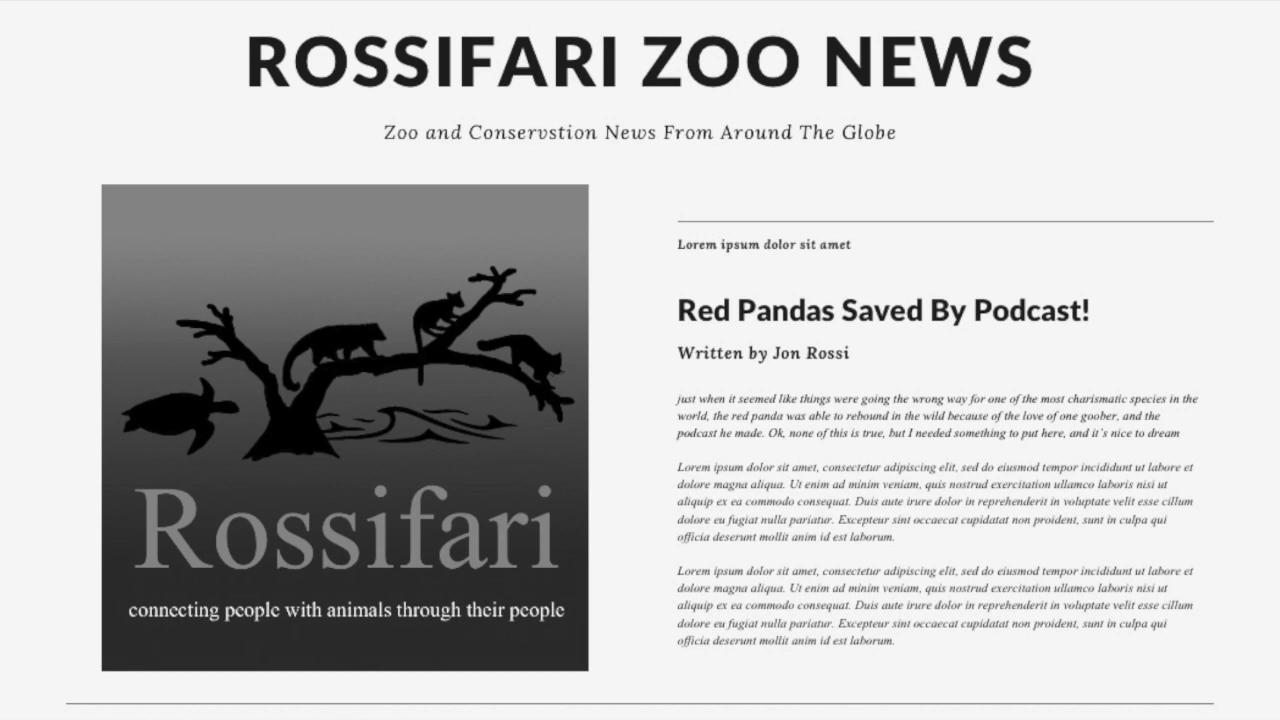 ROSSIFARI ZOO NEWS
Zoo and Conservstion News From Around The Globe
Rossifari
connecting people with animals through their people
Lorem ipsum dolor sit amet
Red Pandas Saved By Podcast!
Written by Jon Rossi
just when it seemed like things were going the wrong way for one of the most charismatic species in the
world, the red panda was able to rebound in the wild because of the love of one goober, and the
podcast he made. Ok, none of this is true, but I needed something to put here, and it's nice to dream
Lorem ipsum dolor sit amet, consectetur adipiscing elit, sed do eiusmod tempor incididunt ut labore et
dolore magna aliqua. Ut enim ad minim veniam, quis nostrud exercitation ullamco laboris nisi ut
aliquip ex ea commodo consequat. Duis aute irure dolor in reprehenderit in voluptate velit esse cillum
dolore eu fugiat nulla pariatur. Excepteur sint occaecat cupidatat non proident, sunt in culpa qui
officia deserunt mollit anim id est laborum.
Lorem ipsum dolor sit amet, consectetur adipiscing elit, sed do eiusmod tempor incididunt ut labore et
dolore magna aliqua. Ut enim ad minim veniam, quis nostrud exercitation ullamco laboris nisi ut
aliquip ex ea commodo consequat. Duis aute irure dolor in reprehenderit in voluptate velit esse cillum
dolore eu fugiat nulla pariatur. Excepteur sint occaecat cupidatat non proident, sunt in culpa qui
officia deserunt mollit anim id est laborum.